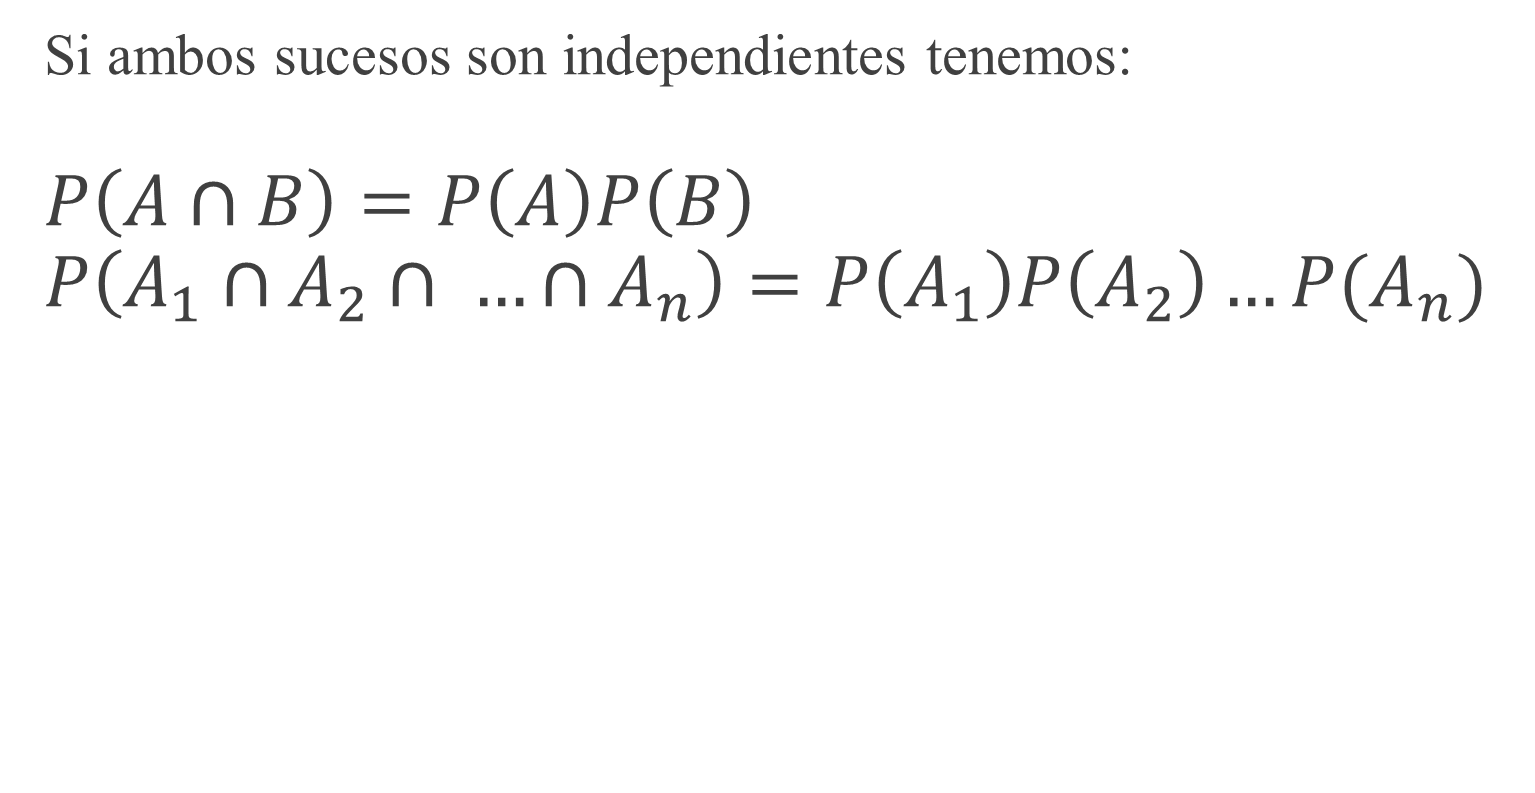 Si ambos sucesos son independientes tenemos:
P(A ∩ B) = P(A)P(B)
P(A₁ ∩ A₂ ∩ … ∩ Aₙ) = P(A₁)P(A₂) … P(Aₙ)